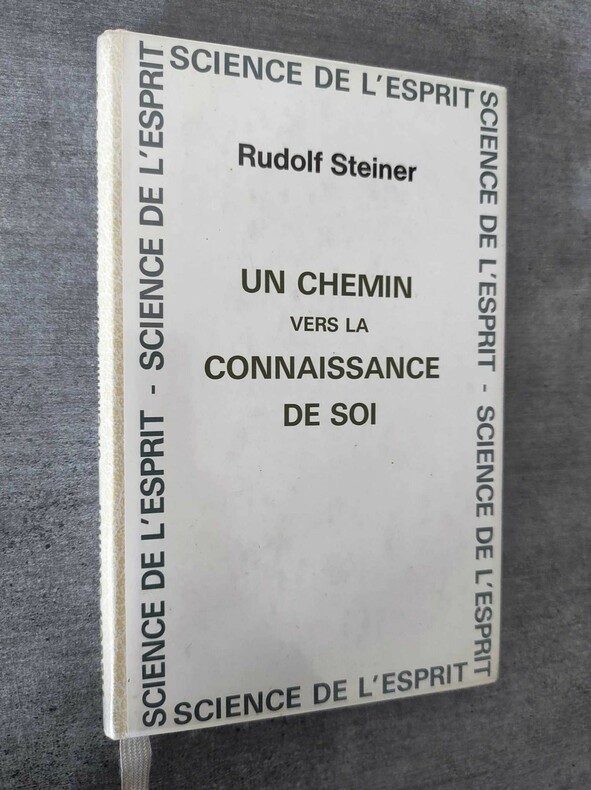 SCIENCE DE L'ESPRIT
Rudolf Steiner
UN CHEMIN
VERS LA
CONNAISSANCE
DE SOI
SCIENCE DE L'ESPRIT - SCIENCE DE L'ESPRIT
SCIENCE DE L'ESPRIT - SCIENCE DE L'ESPRIT
SCIENCE DE L'ESPRIT